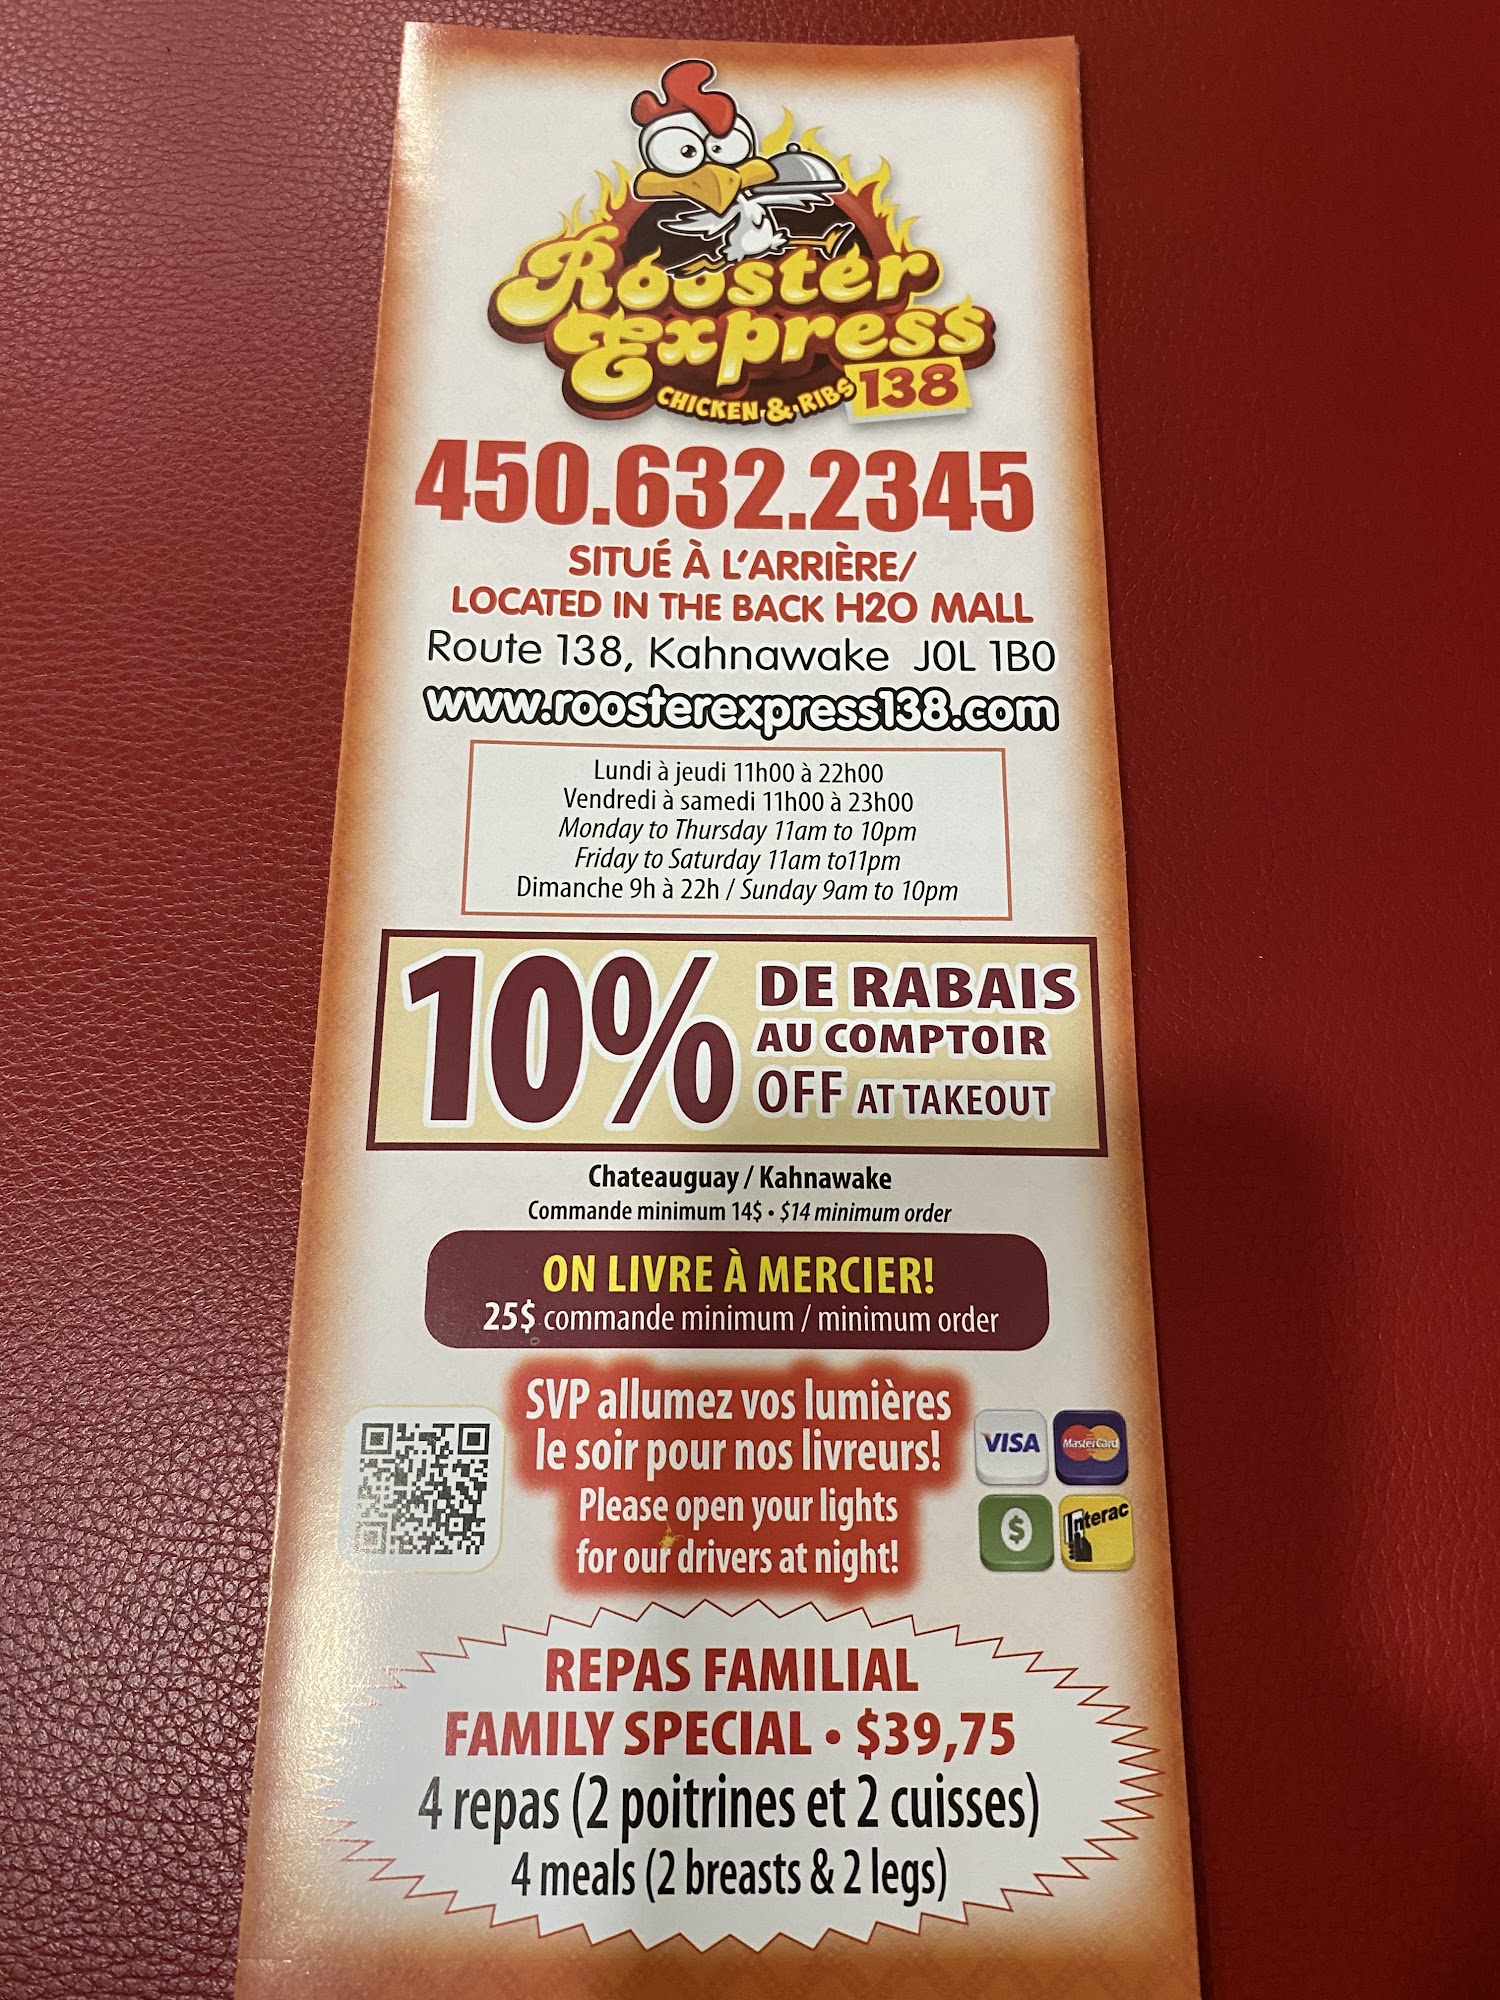 Rooster
Express
CHICKEN & RIBS 138
450.632.2345
SITUÉ À L'ARRIÈRE/
LOCATED IN THE BACK H2O MALL
Route 138, Kahnawake J0L 1B0
www.roosterexpress138.com
Lundi à jeudi 11h00 à 22h00
Vendredi à samedi 11h00 à 23h00
Monday to Thursday 11am to 10pm
Friday to Saturday 11am to11pm
Dimanche 9h à 22h / Sunday 9am to 10pm
10% DE RABAIS
AU COMPTOIR
OFF AT TAKEOUT
Chateauguay / Kahnawake
Commande minimum 14$ • $14 minimum order
ON LIVRE À MERCIER!
25$ commande minimum / minimum order
SVP allumez vos lumières
le soir pour nos livreurs!
Please open your lights
for our drivers at night!
VISA MasterCard
$ Interac
REPAS FAMILIAL
FAMILY SPECIAL • $39,75
4 repas (2 poitrines et 2 cuisses)
4 meals (2 breasts & 2 legs)